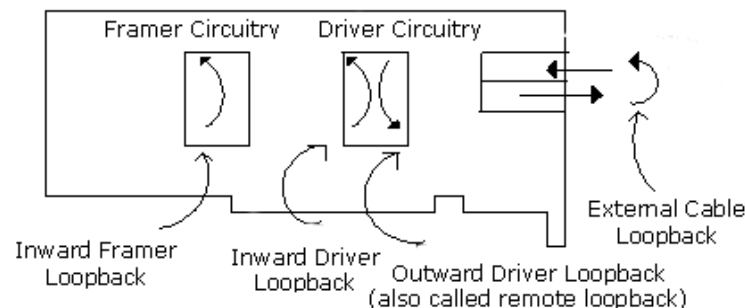 Framer Circuitry
Driver Circuitry
Inward Framer
Loopback
Inward Driver
Loopback
Outward Driver Loopback
(also called remote loopback)
External Cable
Loopback